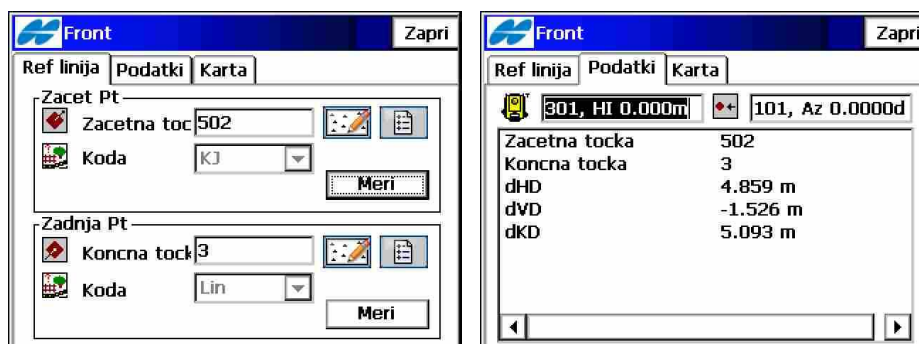 Front
Zapri
Ref linija Podatki Karta
Zacet Pt
Zacetna toc 502
Koda KJ
Meri
Zadnja Pt
Koncna tock 3
Koda Lin
Meri
Front
Zapri
Ref linija Podatki Karta
301, HI 0.000m 101, Az 0.0000d
Zacetna tocka 502
Koncna tocka 3
dHD 4.859 m
dVD -1.526 m
dKD 5.093 m